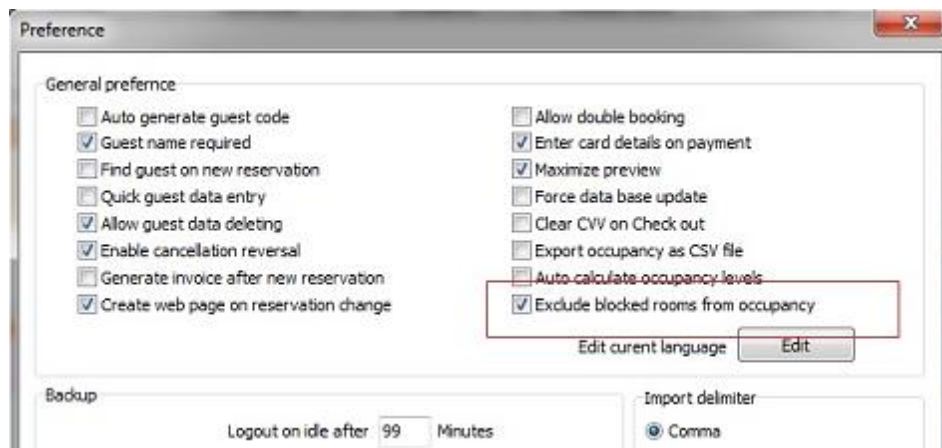 Preference
General prefernce
Auto generate guest code
Guest name required
Find guest on new reservation
Quick guest data entry
Allow guest data deleting
Enable cancellation reversal
Generate invoice after new reservation
Create web page on reservation change
Allow double booking
Enter card details on payment
Maximize preview
Force data base update
Clear CVV on Check out
Export occupancy as CSV file
Auto calculate occupancy levels
Exclude blocked rooms from occupancy
Edit curent language Edit
Backup
Logout on idle after 99 Minutes
Import delimiter
Comma